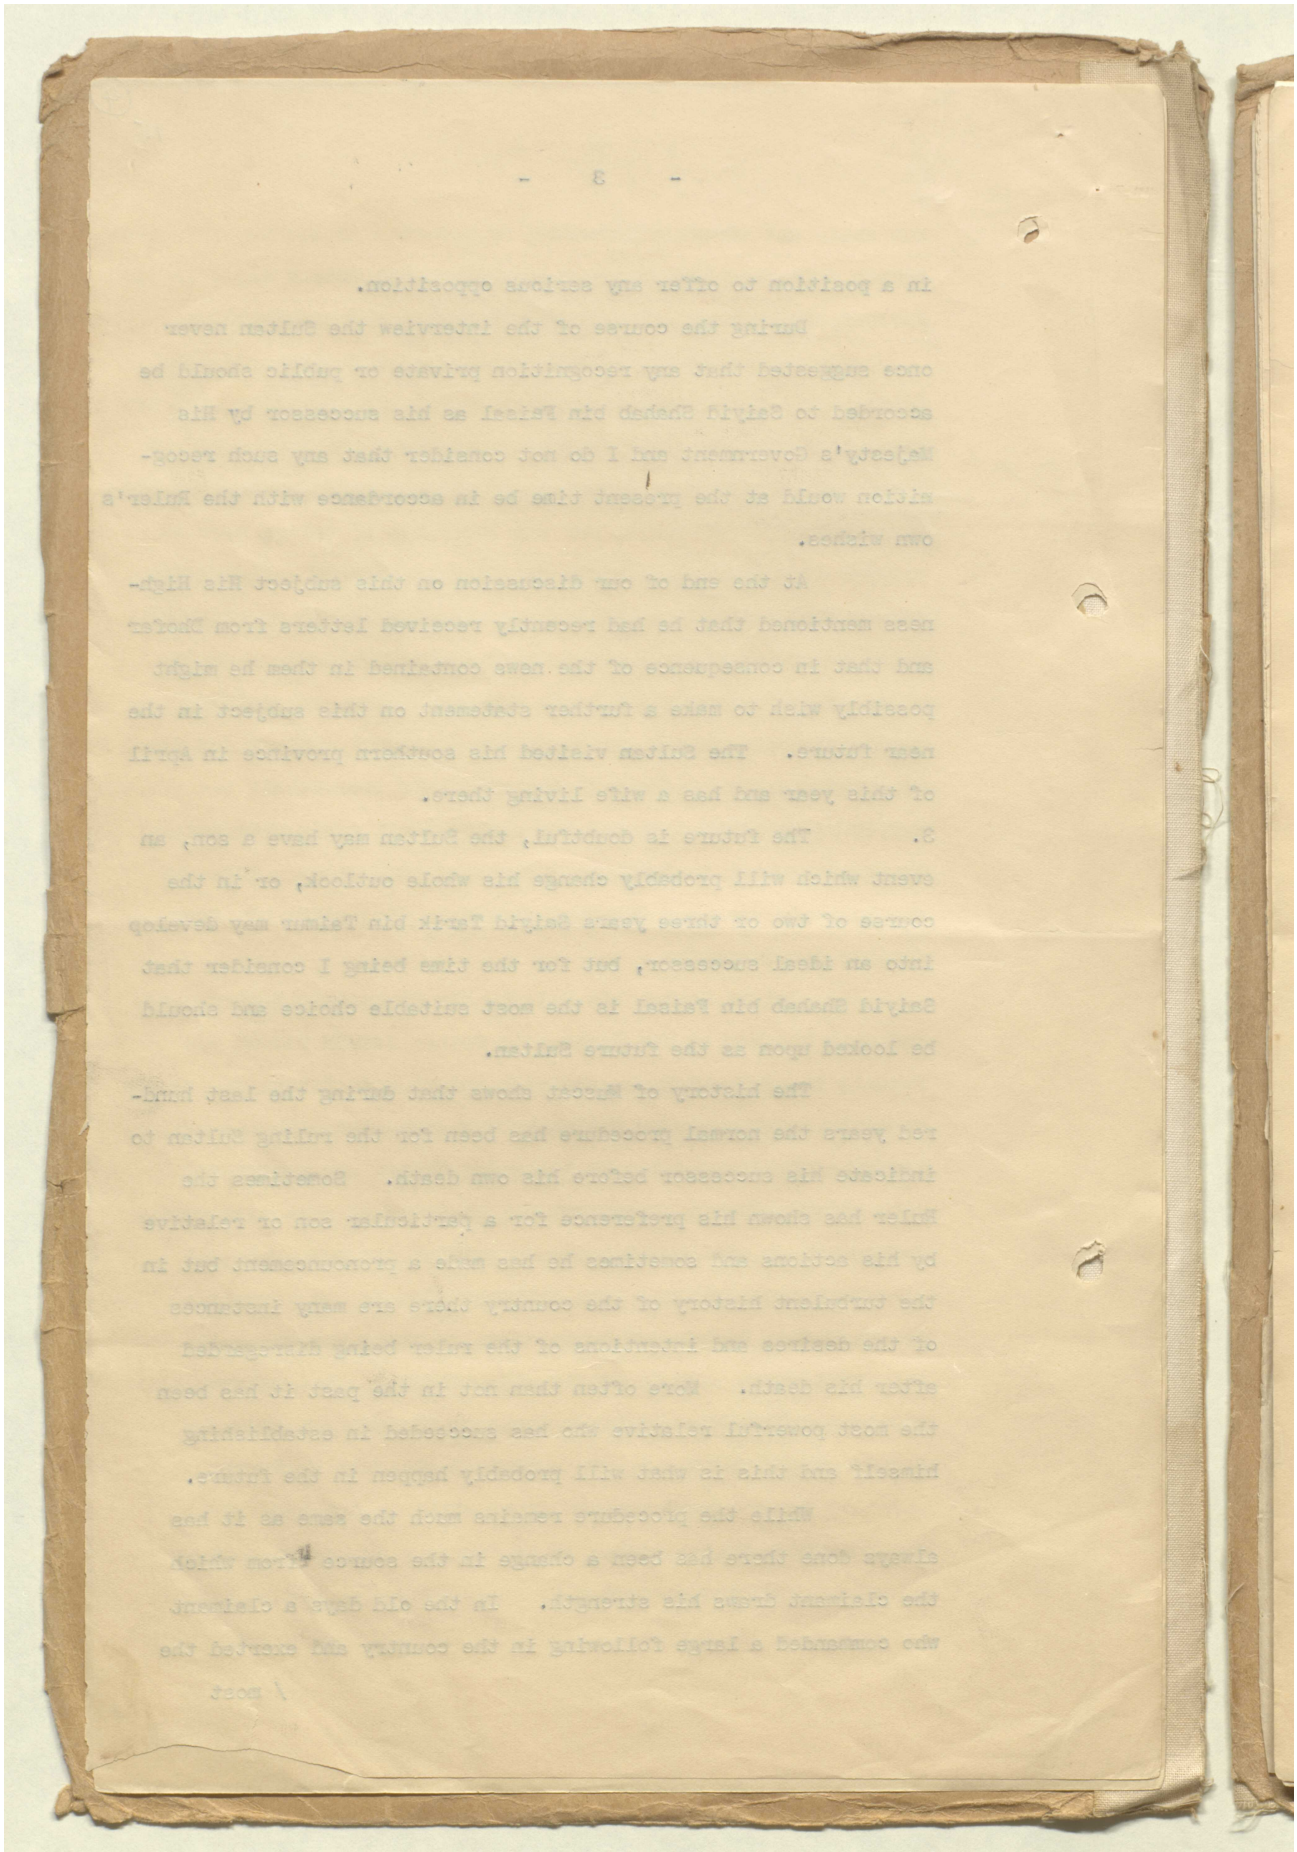 - 3 -
in a position to offer any serious opposition.
During the course of the interview the Sultan never
once suggested that any recognition private or public should be
accorded to Saiyid Shahab bin Faisal as his successor by His
Majesty's Government and I do not consider that any such recog-
nition would at the present time be in accordance with the Ruler's
own wishes.
At the end of our discussion on this subject His High-
ness mentioned that he had recently received letters from Dhofar
and that in consequence of the news contained in them he might
possibly wish to make a further statement on this subject in the
near future. The Sultan visited his southern province in April
of this year and has a wife living there.
3. The future is doubtful, the Sultan may have a son, an
event which will probably change his whole outlook, or in the
course of two or three years Saiyid Tarik bin Taimur may develop
into an ideal successor, but for the time being I consider that
Saiyid Shahab bin Faisal is the most suitable choice and should
be looked upon as the future Sultan.
The history of Muscat shows that during the last hund-
red years the normal procedure has been for the ruling Sultan to
indicate his successor before his own death. Sometimes the
Ruler has shown his preference for a particular son or relative
by his actions and sometimes he has made a pronouncement but in
the turbulent history of the country there are many instances
of the desires and intentions of the ruler being disregarded
after his death. More often than not in the past it has been
the most powerful relative who has succeeded in establishing
himself and this is what will probably happen in the future.
While the procedure remains much the same as it has
always done there has been a change in the source from which
the claimant draws his strength. In the old days a claimant
who commanded a large following in the country and exerted the
/ most